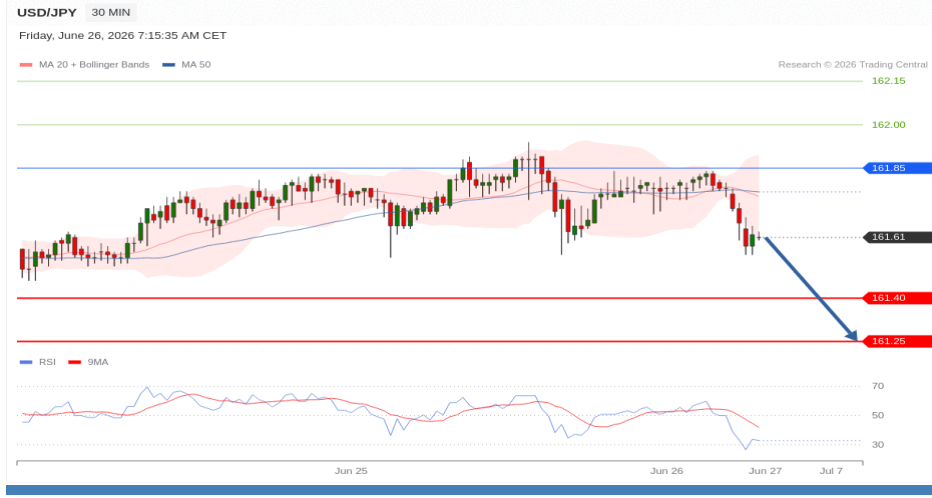 USD/JPY 30 MIN
Friday, June 26, 2026 7:15:35 AM CET
MA 20 + Bollinger Bands MA 50 Research © 2026 Trading Central
162.15
162.00
161.85
161.61
161.40
161.25
RSI 9MA
70
50
30
Jun 25 Jun 26 Jun 27 Jul 7